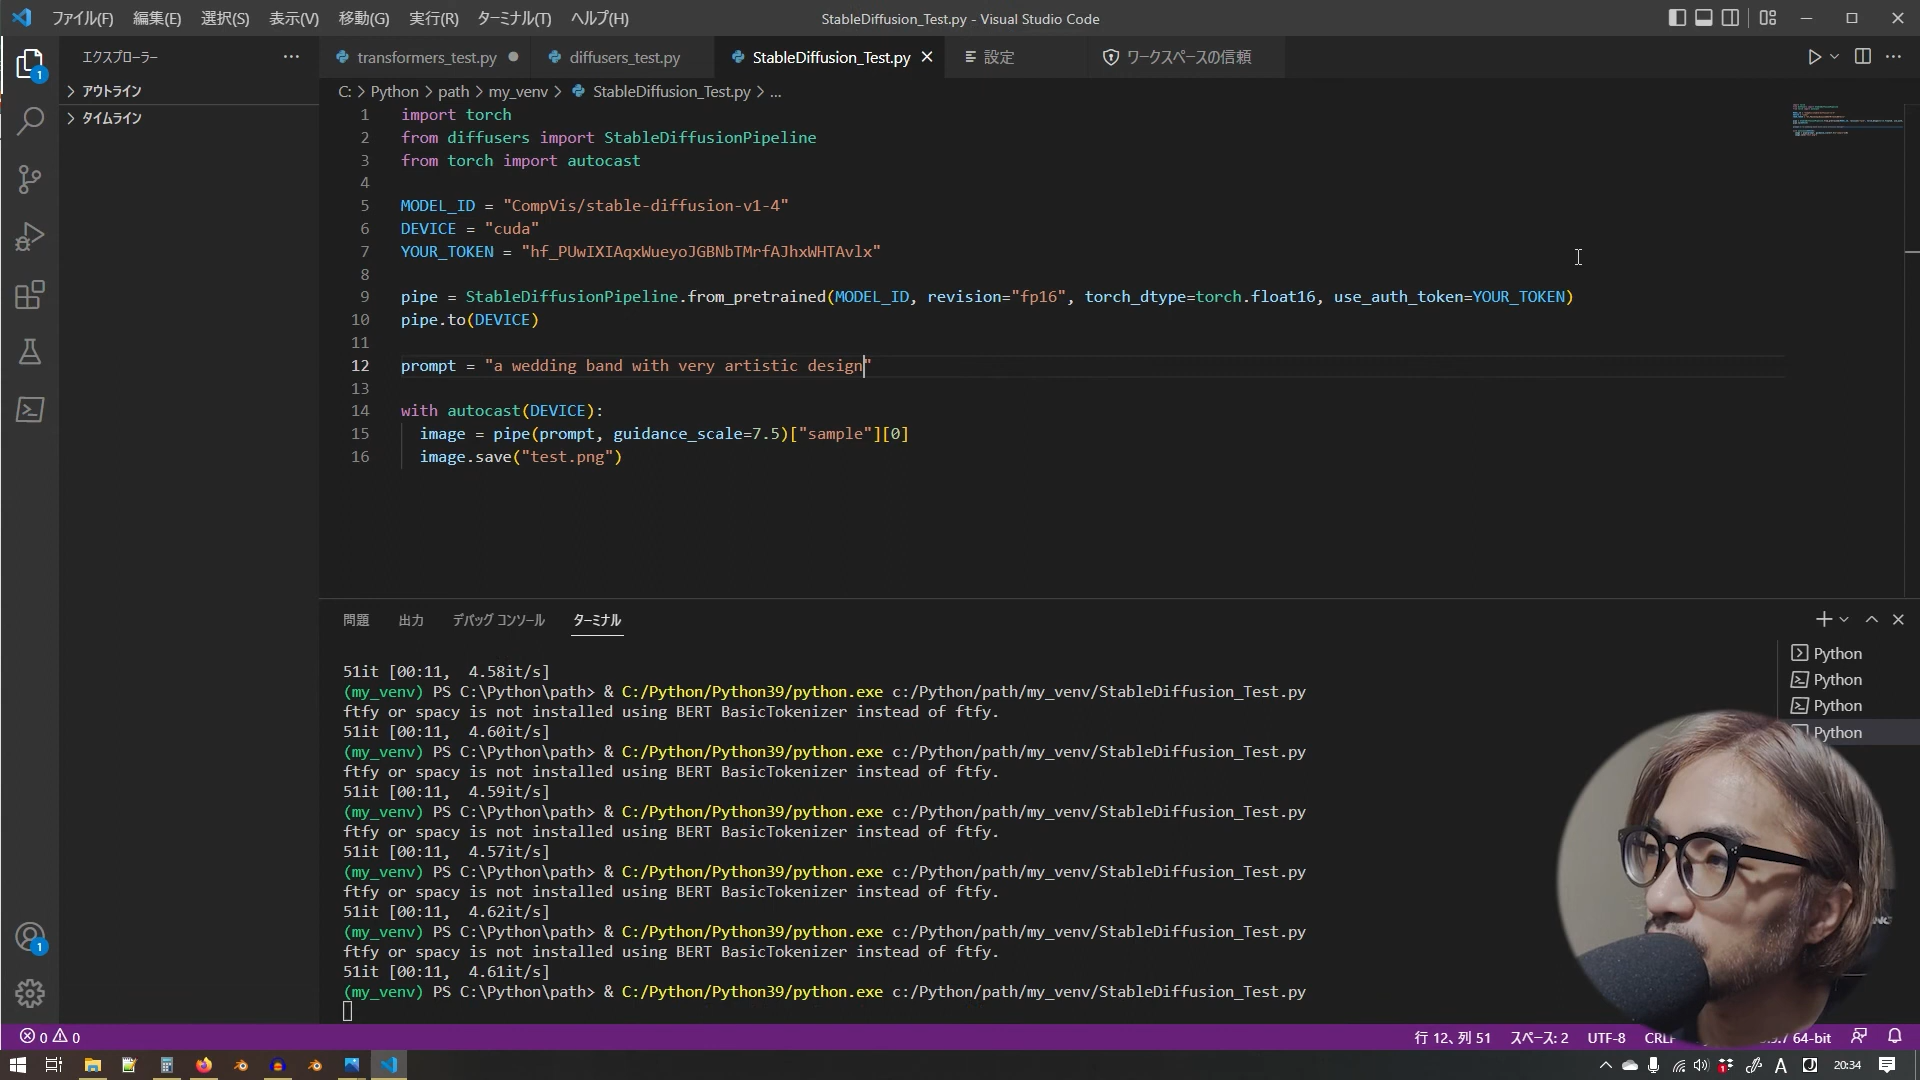 ファイル(F) 編集(E) 選択(S) 表示(V) 移動(G) 実行(R) ターミナル(T) ヘルプ(H) StableDiffusion_Test.py - Visual Studio Code
エクスプローラー ... transformers_test.py diffusers_test.py StableDiffusion_Test.py 設定 ワークスペースの信頼
1
アウトライン
タイムライン
C: > Python > path > my_venv > StableDiffusion_Test.py > ...
1 import torch
2 from diffusers import StableDiffusionPipeline
3 from torch import autocast
4
5 MODEL_ID = "CompVis/stable-diffusion-v1-4"
6 DEVICE = "cuda"
7 YOUR_TOKEN = "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"
8
9 pipe = StableDiffusionPipeline.from_pretrained(MODEL_ID, revision="fp16", torch_dtype=torch.float16, use_auth_token=YOUR_TOKEN)
10 pipe.to(DEVICE)
11
12 prompt = "a wedding band with very artistic design"
13
14 with autocast(DEVICE):
15 image = pipe(prompt, guidance_scale=7.5)["sample"][0]
16 image.save("test.png")
問題 出力 デバッグ コンソール ターミナル
51it [00:11, 4.58it/s]
(my_venv) PS C:\Python\path> & C:/Python/Python39/python.exe c:/Python/path/my_venv/StableDiffusion_Test.py
ftfy or spacy is not installed using BERT BasicTokenizer instead of ftfy.
51it [00:11, 4.60it/s]
(my_venv) PS C:\Python\path> & C:/Python/Python39/python.exe c:/Python/path/my_venv/StableDiffusion_Test.py
ftfy or spacy is not installed using BERT BasicTokenizer instead of ftfy.
51it [00:11, 4.59it/s]
(my_venv) PS C:\Python\path> & C:/Python/Python39/python.exe c:/Python/path/my_venv/StableDiffusion_Test.py
ftfy or spacy is not installed using BERT BasicTokenizer instead of ftfy.
51it [00:11, 4.57it/s]
(my_venv) PS C:\Python\path> & C:/Python/Python39/python.exe c:/Python/path/my_venv/StableDiffusion_Test.py
ftfy or spacy is not installed using BERT BasicTokenizer instead of ftfy.
51it [00:11, 4.62it/s]
(my_venv) PS C:\Python\path> & C:/Python/Python39/python.exe c:/Python/path/my_venv/StableDiffusion_Test.py
ftfy or spacy is not installed using BERT BasicTokenizer instead of ftfy.
51it [00:11, 4.61it/s]
(my_venv) PS C:\Python\path> & C:/Python/Python39/python.exe c:/Python/path/my_venv/StableDiffusion_Test.py
Python
Python
Python
Python
1
0 0 行 12、列 51 スペース: 2 UTF-8 64-bit
A 20:34